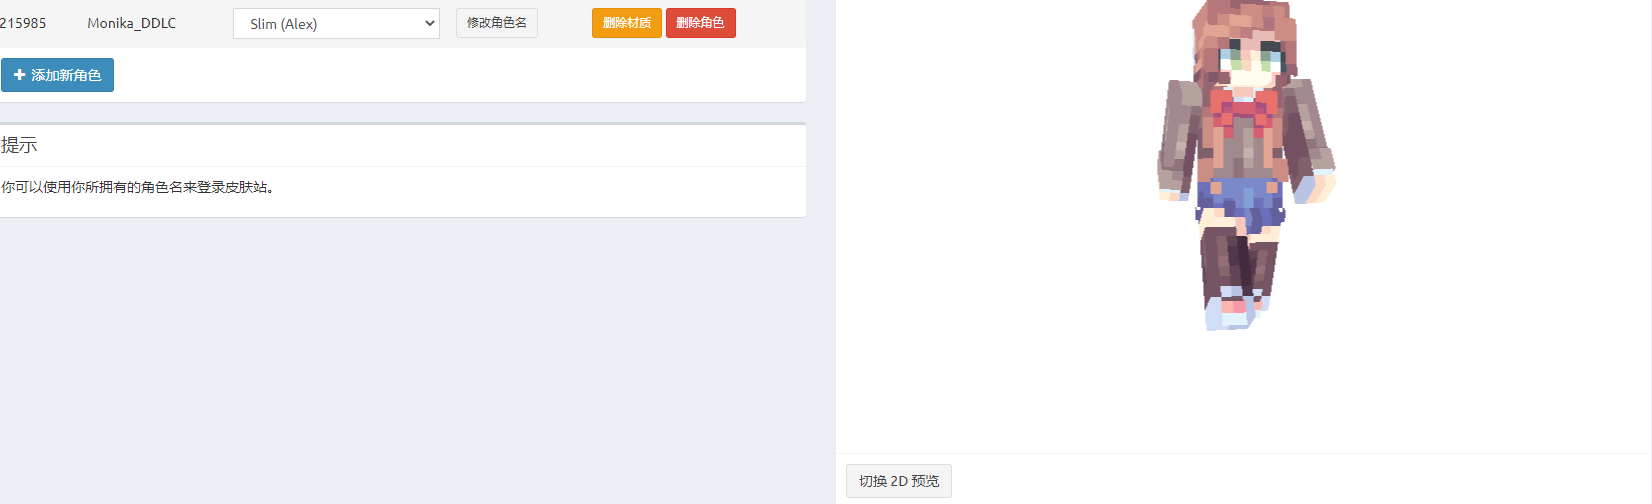 215985 Monika_DDLC Slim (Alex) 修改角色名 删除材质 删除角色
添加新角色
提示
你可以使用你所拥有的角色名来登录皮肤站。
切换 2D 预览